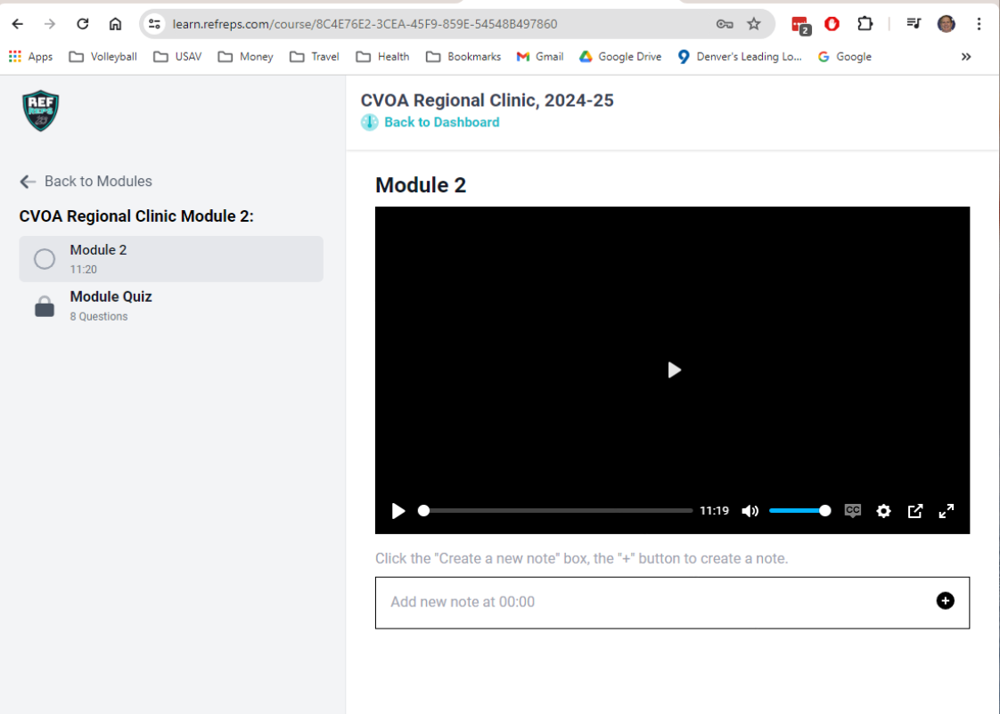 learn.refreps.com/course/8C4E76E2-3CEA-45F9-859E-54548B497860
2
Apps Volleyball USAV Money Travel Health Bookmarks Gmail Google Drive Denver's Leading Lo... Google »
REF
REPS
CVOA Regional Clinic, 2024-25
Back to Dashboard
Back to Modules
CVOA Regional Clinic Module 2:
Module 2
11:20
Module Quiz
8 Questions
Module 2
11:19
CC
Click the "Create a new note" box, the "+" button to create a note.
Add new note at 00:00